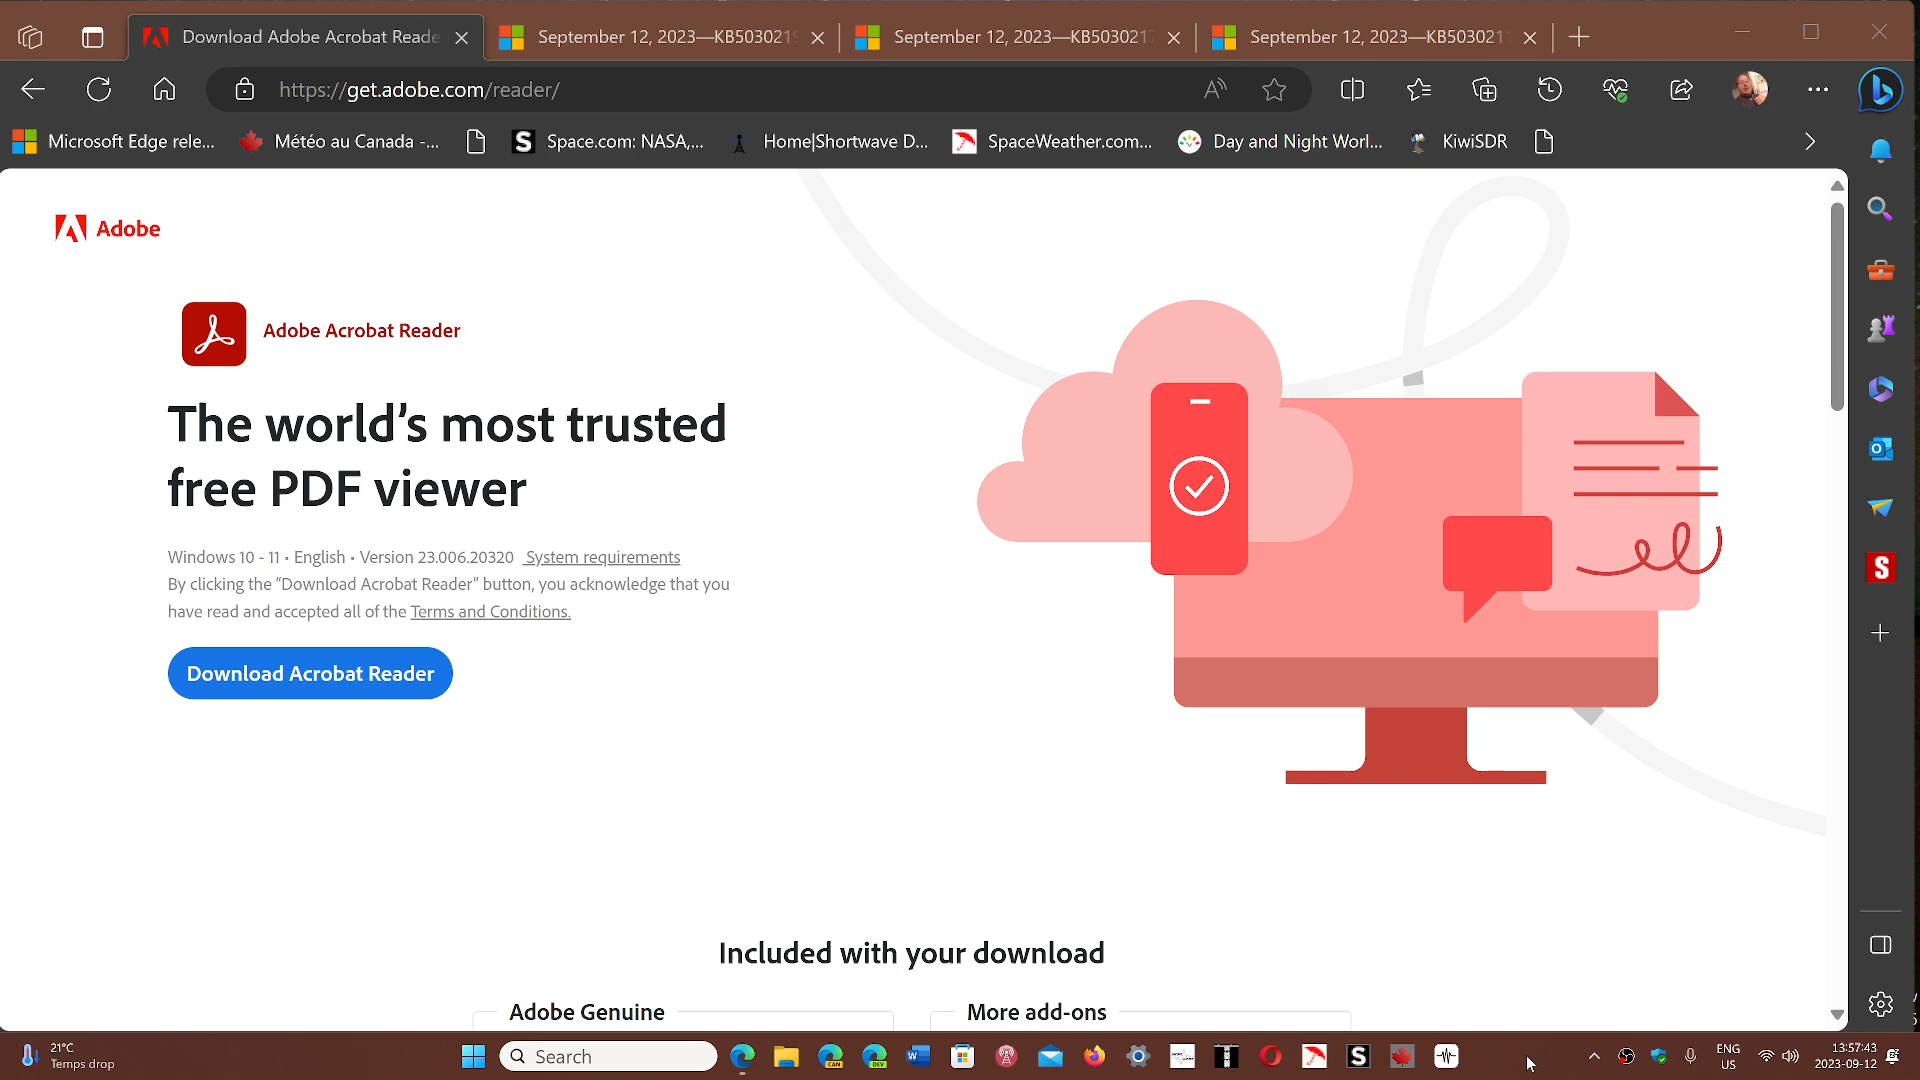 Download Adobe Acrobat Reade
September 12, 2023—KB5030219
September 12, 2023—KB5030217
September 12, 2023—KB503021
https://get.adobe.com/reader/
Microsoft Edge rele...
Météo au Canada -...
Space.com: NASA,...
Home|Shortwave D...
SpaceWeather.com...
Day and Night Worl...
KiwiSDR
Adobe
Adobe Acrobat Reader
The world’s most trusted
free PDF viewer
Windows 10 - 11 • English • Version 23.006.20320 System requirements
By clicking the “Download Acrobat Reader” button, you acknowledge that you
have read and accepted all of the Terms and Conditions.
Download Acrobat Reader
Included with your download
Adobe Genuine
More add-ons
21°C
Temps drop
Search
CAN
DEV
ENG
US
13:57:43
2023-09-12